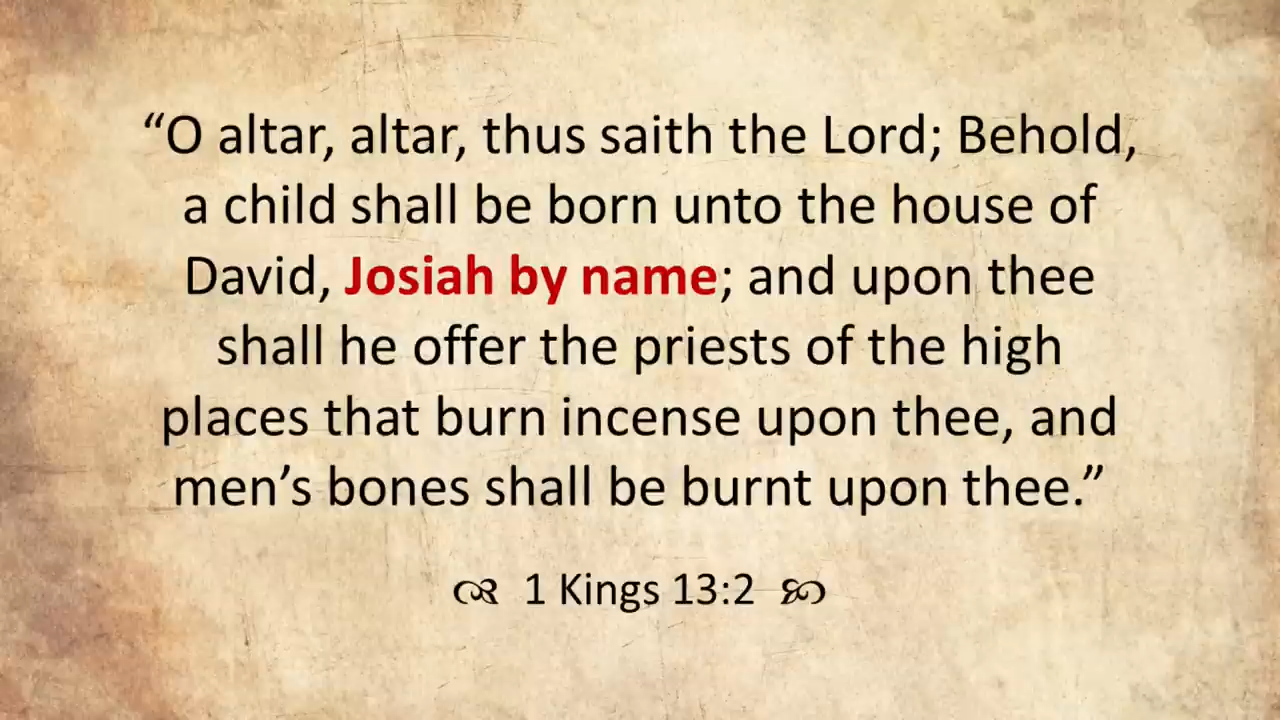 “O altar, altar, thus saith the Lord; Behold,
a child shall be born unto the house of
David, Josiah by name; and upon thee
shall he offer the priests of the high
places that burn incense upon thee, and
men’s bones shall be burnt upon thee.”
1 Kings 13:2